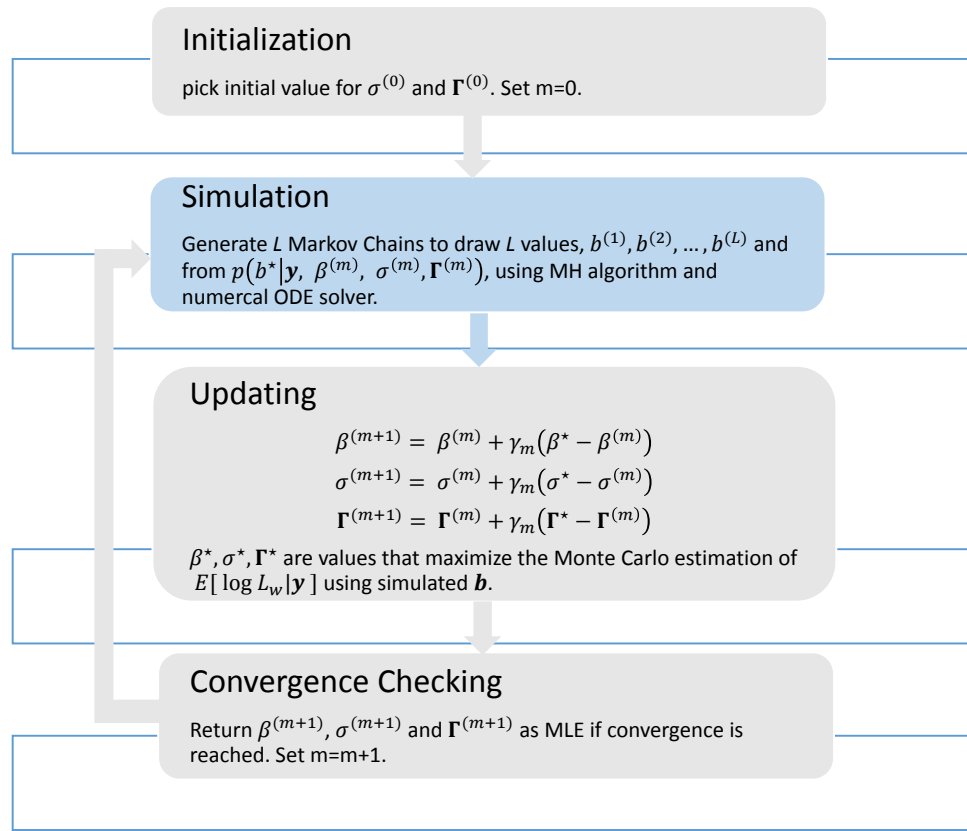 Initialization
pick initial value for σ⁽⁰⁾ and 𝚪⁽⁰⁾. Set m=0.
Simulation
Generate L Markov Chains to draw L values, b⁽¹⁾, b⁽²⁾, … , b⁽ᴸ⁾ and
from p(b⋆|𝒚, β⁽ᵐ⁾, σ⁽ᵐ⁾, 𝚪⁽ᵐ⁾), using MH algorithm and
numercal ODE solver.
Updating
β⁽ᵐ⁺¹⁾ = β⁽ᵐ⁾ + γₘ(β⋆ − β⁽ᵐ⁾)
σ⁽ᵐ⁺¹⁾ = σ⁽ᵐ⁾ + γₘ(σ⋆ − σ⁽ᵐ⁾)
𝚪⁽ᵐ⁺¹⁾ = 𝚪⁽ᵐ⁾ + γₘ(𝚪⋆ − 𝚪⁽ᵐ⁾)
β⋆, σ⋆, 𝚪⋆ are values that maximize the Monte Carlo estimation of
E[ log L_w|𝒚 ] using simulated 𝒃.
Convergence Checking
Return β⁽ᵐ⁺¹⁾, σ⁽ᵐ⁺¹⁾ and 𝚪⁽ᵐ⁺¹⁾ as MLE if convergence is
reached. Set m=m+1.